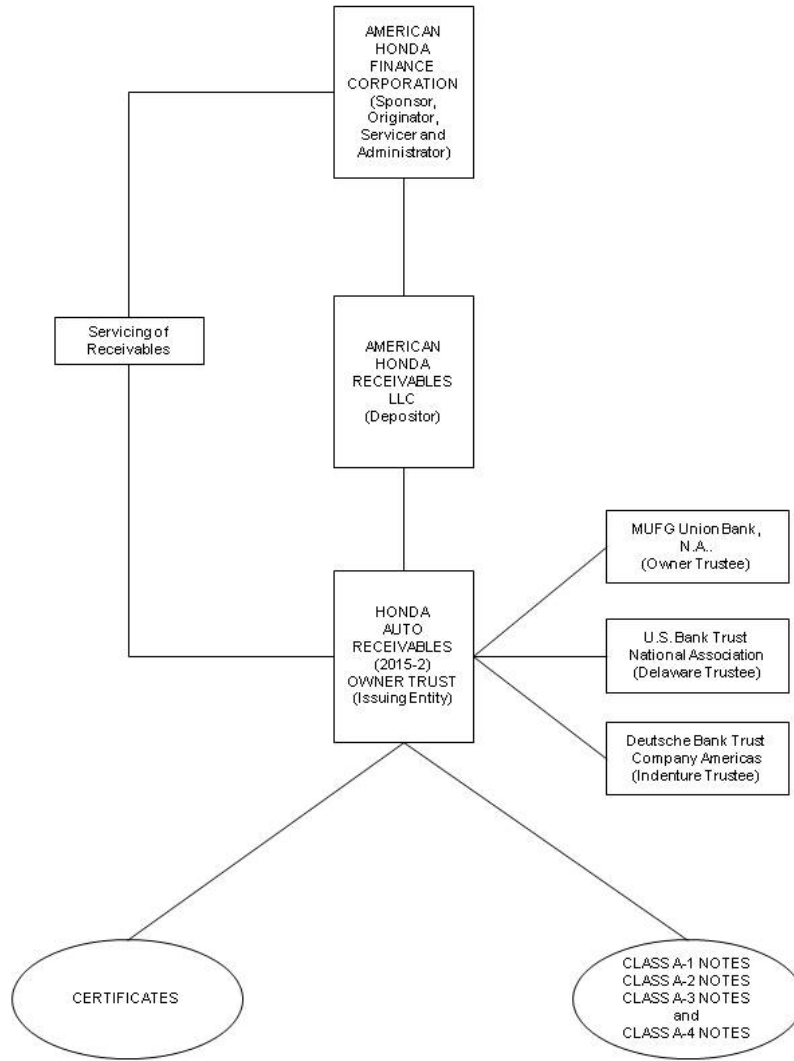 AMERICAN
HONDA
FINANCE
CORPORATION
(Sponsor,
Originator,
Servicer and
Administrator)
Servicing of
Receivables
AMERICAN
HONDA
RECEIVABLES
LLC
(Depositor)
MUFG Union Bank,
N.A..
(Owner Trustee)
HONDA
AUTO
RECEIVABLES
(2015-2)
OWNER TRUST
(Issuing Entity)
U.S. Bank Trust
National Association
(Delaware Trustee)
Deutsche Bank Trust
Company Americas
(Indenture Trustee)
CERTIFICATES
CLASS A-1 NOTES
CLASS A-2 NOTES
CLASS A-3 NOTES
and
CLASS A-4 NOTES